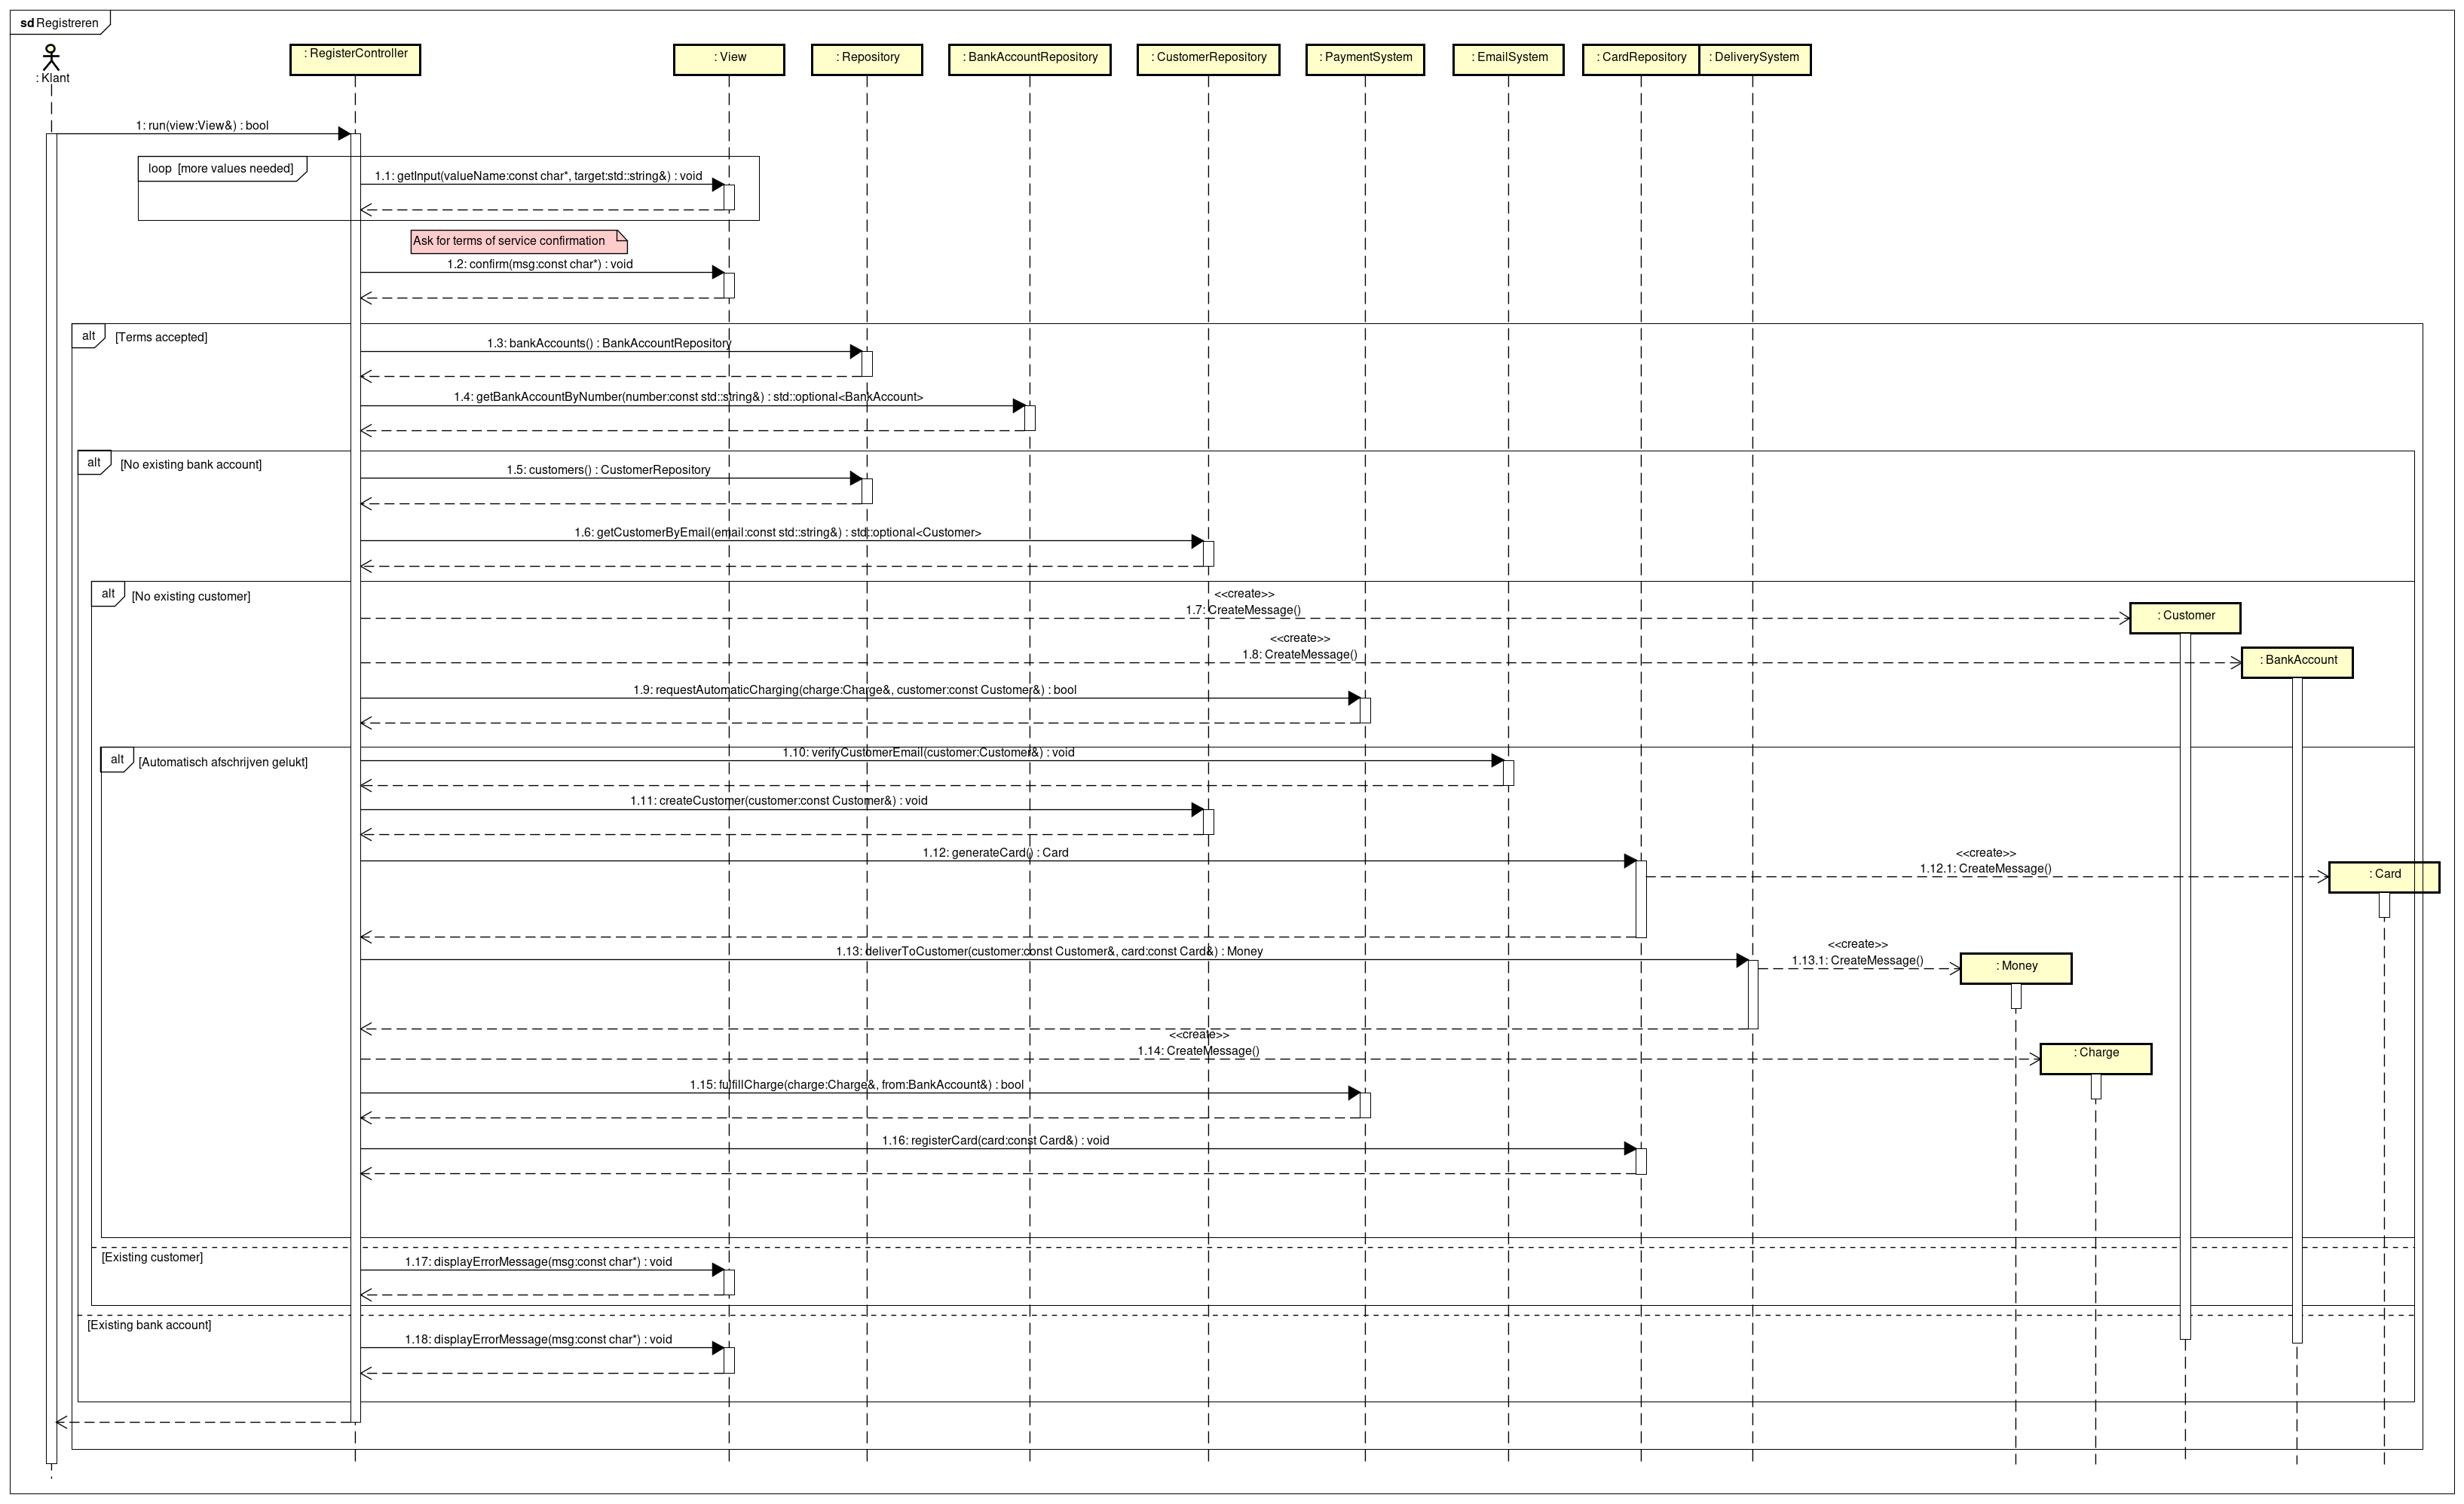 sd Registreren
: Klant
: RegisterController
: View
: Repository
: BankAccountRepository
: CustomerRepository
: PaymentSystem
: EmailSystem
: CardRepository
: DeliverySystem
1: run(view:View&) : bool
loop [more values needed]
1.1: getInput(valueName:const char*, target:std::string&) : void
Ask for terms of service confirmation
1.2: confirm(msg:const char*) : void
alt [Terms accepted]
1.3: bankAccounts() : BankAccountRepository
1.4: getBankAccountByNumber(number:const std::string&) : std::optional<BankAccount>
alt [No existing bank account]
1.5: customers() : CustomerRepository
1.6: getCustomerByEmail(email:const std::string&) : std::optional<Customer>
alt [No existing customer]
<<create>>
1.7: CreateMessage()
: Customer
<<create>>
1.8: CreateMessage()
: BankAccount
1.9: requestAutomaticCharging(charge:Charge&, customer:const Customer&) : bool
alt [Automatisch afschrijven gelukt]
1.10: verifyCustomerEmail(customer:Customer&) : void
1.11: createCustomer(customer:const Customer&) : void
1.12: generateCard() : Card
<<create>>
1.12.1: CreateMessage()
: Card
1.13: deliverToCustomer(customer:const Customer&, card:const Card&) : Money
<<create>>
1.13.1: CreateMessage()
: Money
<<create>>
1.14: CreateMessage()
: Charge
1.15: fulfillCharge(charge:Charge&, from:BankAccount&) : bool
1.16: registerCard(card:const Card&) : void
[Existing customer]
1.17: displayErrorMessage(msg:const char*) : void
[Existing bank account]
1.18: displayErrorMessage(msg:const char*) : void